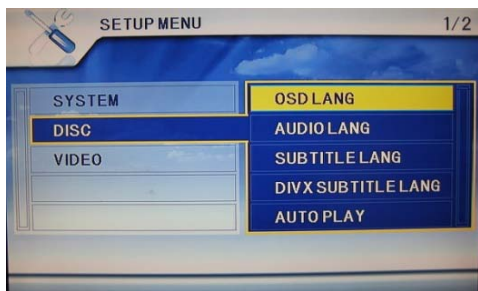 SETUP MENU
1/2
SYSTEM
DISC
VIDEO
OSD LANG
AUDIO LANG
SUBTITLE LANG
DIVX SUBTITLE LANG
AUTO PLAY